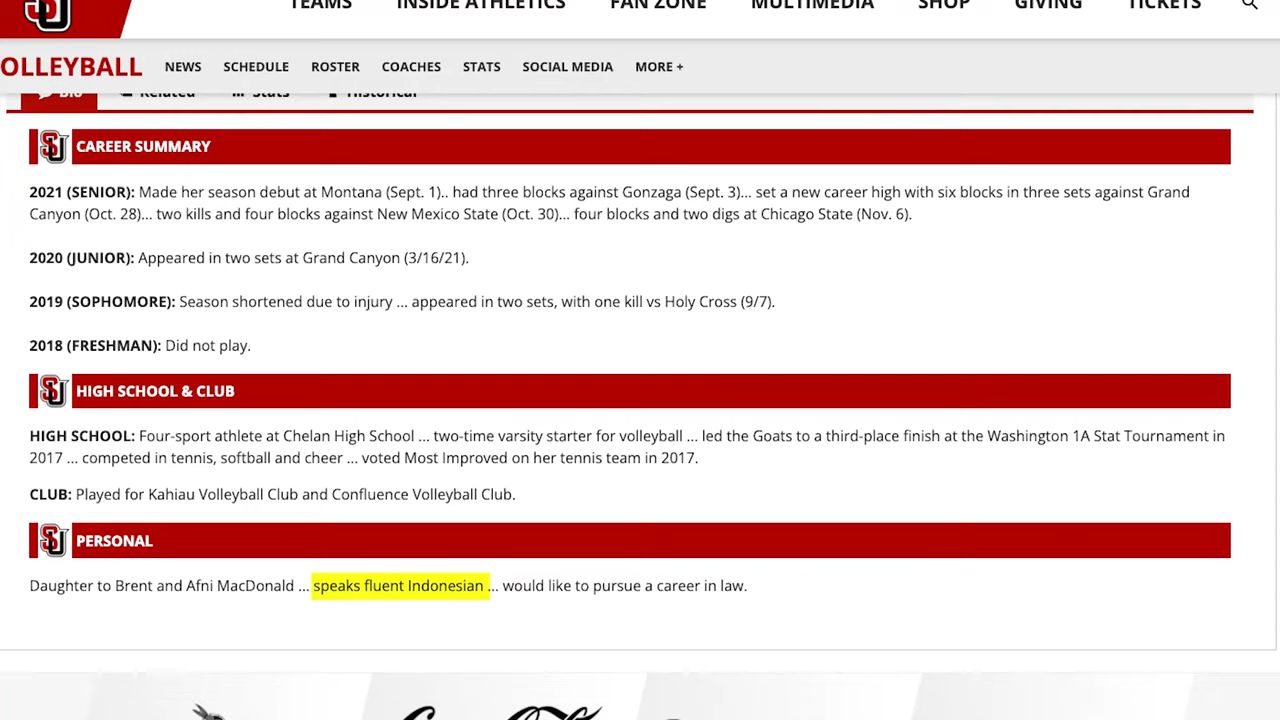 TEAMS INSIDE ATHLETICS FAN ZONE MULTIMEDIA SHOP GIVING TICKETS
OLLEYBALL NEWS SCHEDULE ROSTER COACHES STATS SOCIAL MEDIA MORE +
Bio Related Stats Historical
CAREER SUMMARY
2021 (SENIOR): Made her season debut at Montana (Sept. 1).. had three blocks against Gonzaga (Sept. 3)... set a new career high with six blocks in three sets against Grand
Canyon (Oct. 28)... two kills and four blocks against New Mexico State (Oct. 30)... four blocks and two digs at Chicago State (Nov. 6).
2020 (JUNIOR): Appeared in two sets at Grand Canyon (3/16/21).
2019 (SOPHOMORE): Season shortened due to injury ... appeared in two sets, with one kill vs Holy Cross (9/7).
2018 (FRESHMAN): Did not play.
HIGH SCHOOL & CLUB
HIGH SCHOOL: Four-sport athlete at Chelan High School ... two-time varsity starter for volleyball ... led the Goats to a third-place finish at the Washington 1A Stat Tournament in
2017 ... competed in tennis, softball and cheer ... voted Most Improved on her tennis team in 2017.
CLUB: Played for Kahiau Volleyball Club and Confluence Volleyball Club.
PERSONAL
Daughter to Brent and Afni MacDonald ... speaks fluent Indonesian ... would like to pursue a career in law.